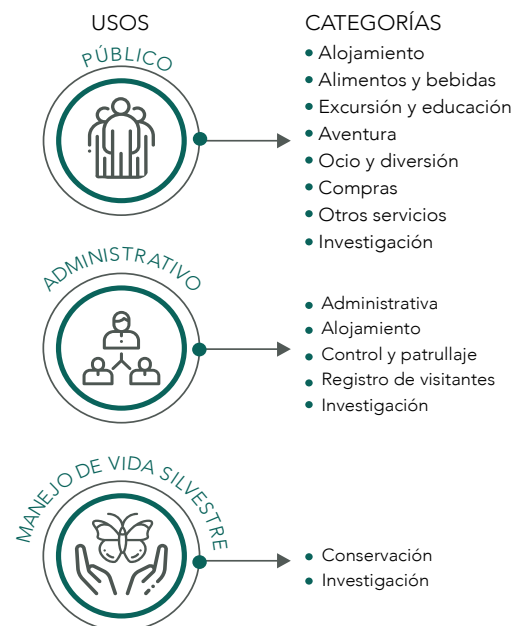 USOS
CATEGORÍAS
PÚBLICO
Alojamiento
Alimentos y bebidas
Excursión y educación
Aventura
Ocio y diversión
Compras
Otros servicios
Investigación
ADMINISTRATIVO
Administrativa
Alojamiento
Control y patrullaje
Registro de visitantes
Investigación
MANEJO DE VIDA SILVESTRE
Conservación
Investigación